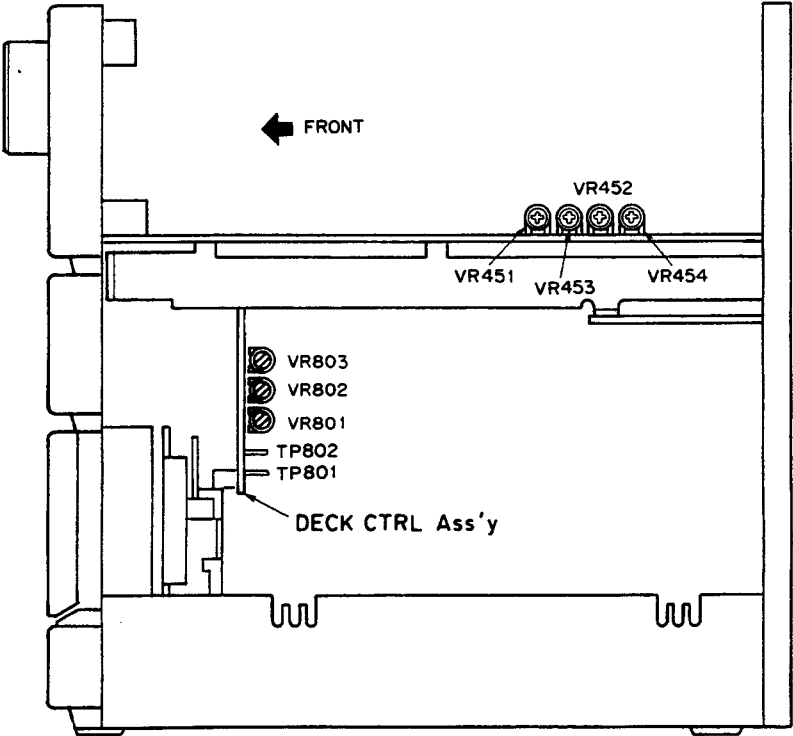 FRONT
VR452
VR451
VR453
VR454
VR803
VR802
VR801
TP802
TP801
DECK CTRL Ass'y